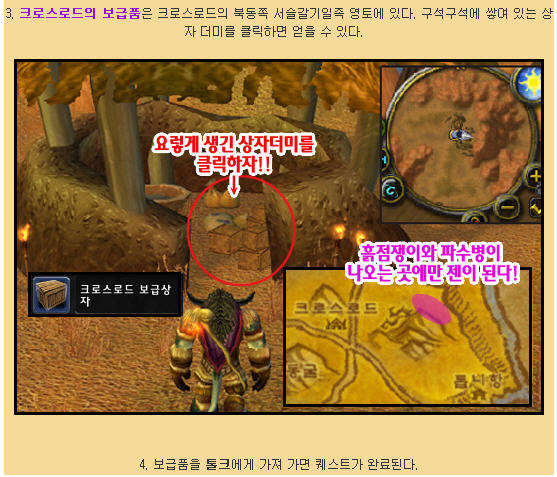 3. 크로스로드의 보급품은 크로스로드의 북동쪽 서슬갈기일족 영토에 있다. 구석구석에 쌓여 있는 상
자 더미를 클릭하면 얻을 수 있다.
요렇게 생긴 상자더미를
클릭하자!!
흙점쟁이와 파수병이
나오는 곳에만 젠이 된다!
크로스로드 보급상
자
크로스로드
동굴
톱니항
4. 보급품을 톨크에게 가져 가면 퀘스트가 완료된다.